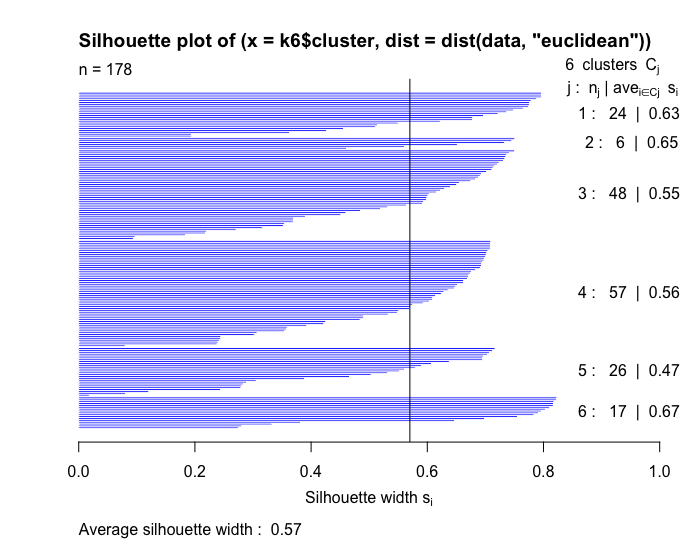 Silhouette plot of (x = k6$cluster, dist = dist(data, "euclidean"))
n = 178
6 clusters Cj
j : nj | avei∈Cj si
1 : 24 | 0.63
2 : 6 | 0.65
3 : 48 | 0.55
4 : 57 | 0.56
5 : 26 | 0.47
6 : 17 | 0.67
0.0 0.2 0.4 0.6 0.8 1.0
Silhouette width si
Average silhouette width : 0.57